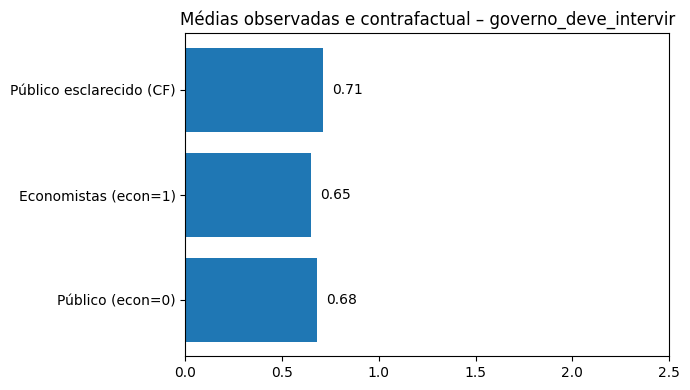 Médias observadas e contrafactual – governo_deve_intervir
Público esclarecido (CF)
0.71
Economistas (econ=1)
0.65
Público (econ=0)
0.68
0.0 0.5 1.0 1.5 2.0 2.5